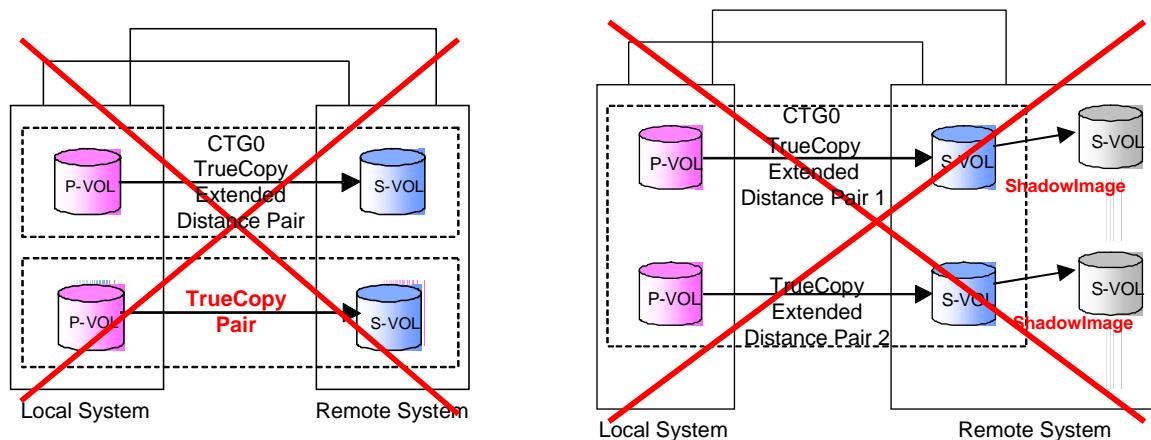 CTG0
TrueCopy
Extended
Distance Pair
P-VOL
S-VOL
TrueCopy
Pair
P-VOL
S-VOL
Local System
Remote System
CTG0
TrueCopy
Extended
Distance Pair 1
P-VOL
S-VOL
S-VOL
ShadowImage
TrueCopy
Extended
Distance Pair 2
P-VOL
S-VOL
S-VOL
ShadowImage
Local System
Remote System